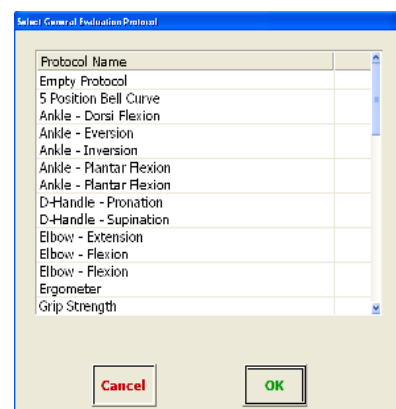 Select General Evaluation Protocol
Protocol Name
Empty Protocol
5 Position Bell Curve
Ankle - Dorsi Flexion
Ankle - Eversion
Ankle - Inversion
Ankle - Plantar Flexion
Ankle - Plantar Flexion
D-Handle - Pronation
D-Handle - Supination
Elbow - Extension
Elbow - Flexion
Elbow - Flexion
Ergometer
Grip Strength
Cancel
OK